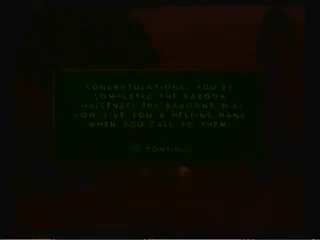 CONGRATULATIONS, YOU'VE
COMPLETED THE BABOON
CHALLENGE! THE BABOONS WILL
NOW GIVE YOU A HELPING HAND
WHEN YOU CALL TO THEM.
CONTINUE